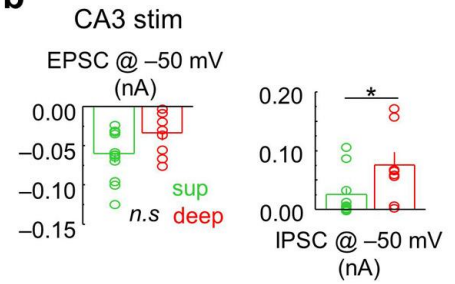 b
CA3 stim
EPSC @ –50 mV
(nA)
0.00
–0.05
–0.10
–0.15
n.s
sup
deep
*
0.20
0.10
0.00
IPSC @ –50 mV
(nA)